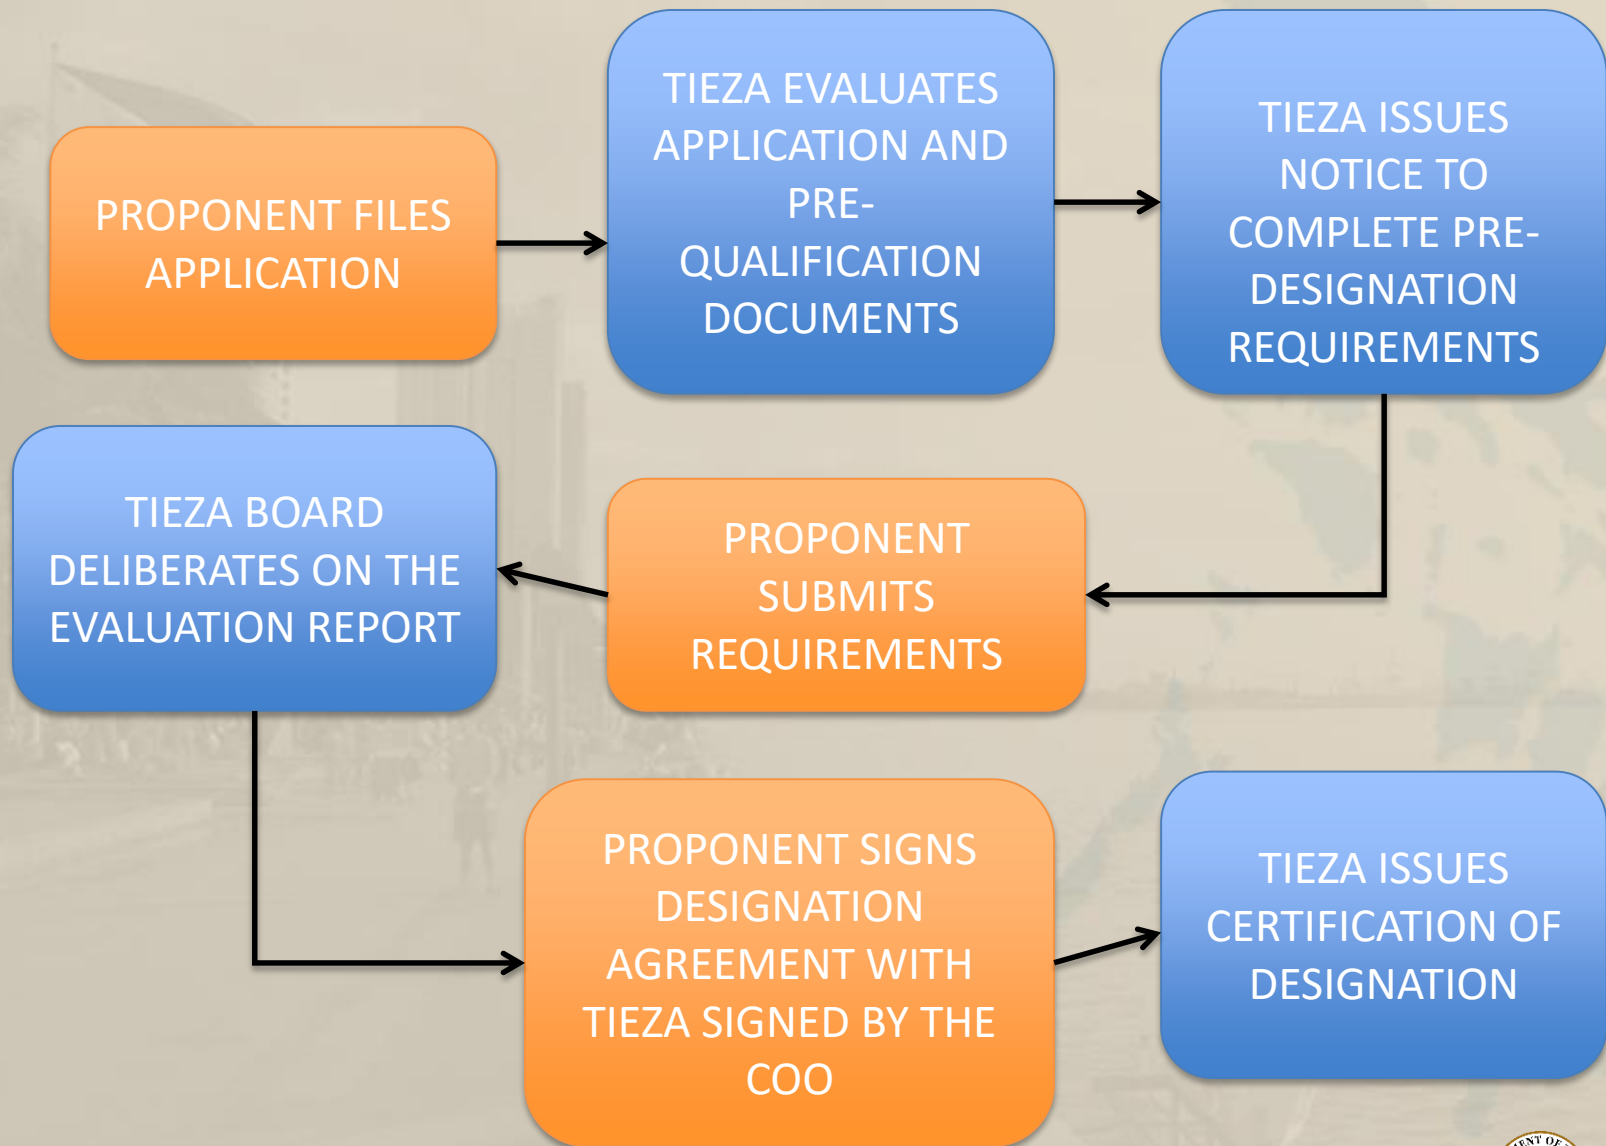 PROPONENT FILES
APPLICATION
TIEZA EVALUATES
APPLICATION AND
PRE-
QUALIFICATION
DOCUMENTS
TIEZA ISSUES
NOTICE TO
COMPLETE PRE-
DESIGNATION
REQUIREMENTS
PROPONENT
SUBMITS
REQUIREMENTS
TIEZA BOARD
DELIBERATES ON THE
EVALUATION REPORT
PROPONENT SIGNS
DESIGNATION
AGREEMENT WITH
TIEZA SIGNED BY THE
COO
TIEZA ISSUES
CERTIFICATION OF
DESIGNATION